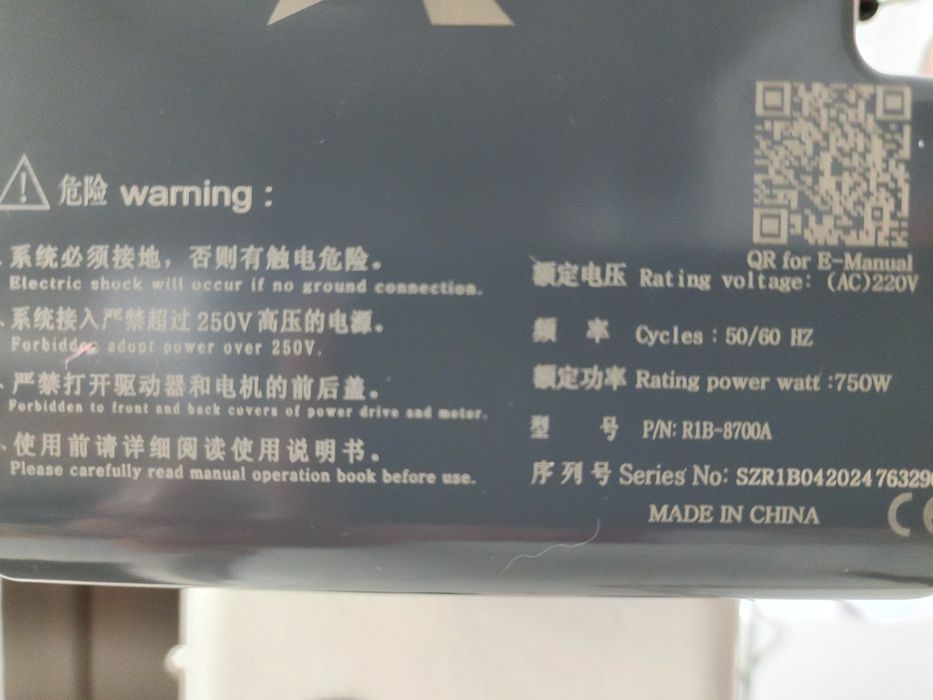 危险 warning :
系统必须接地，否则有触电危险。
Electric shock will occur if no ground connection.
系统接入严禁超过250V高压的电源。
Forbidden adopt power over 250V.
严禁打开驱动器和电机的前后盖。
Forbidden to front and back covers of power drive and motor.
使用前请详细阅读使用说明书。
Please carefully read manual operation book before use.
QR for E-Manual
额定电压 Rating voltage: (AC)220V
频 率 Cycles : 50/60 HZ
额定功率 Rating power watt :750W
型 号 P/N: R1B-8700A
序列号 Series No: SZR1B042024763290
MADE IN CHINA
CE